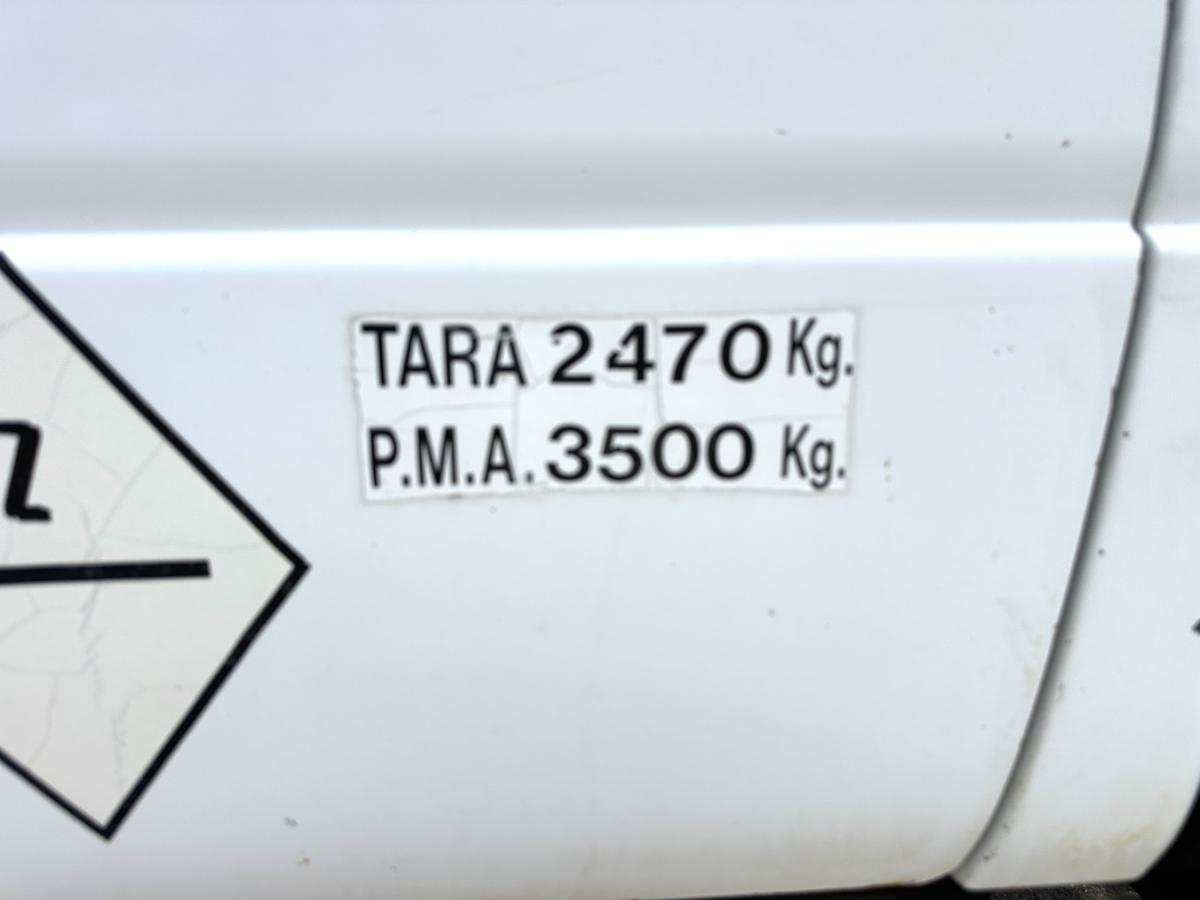 TARA 2470 Kg.
P.M.A. 3500 Kg.